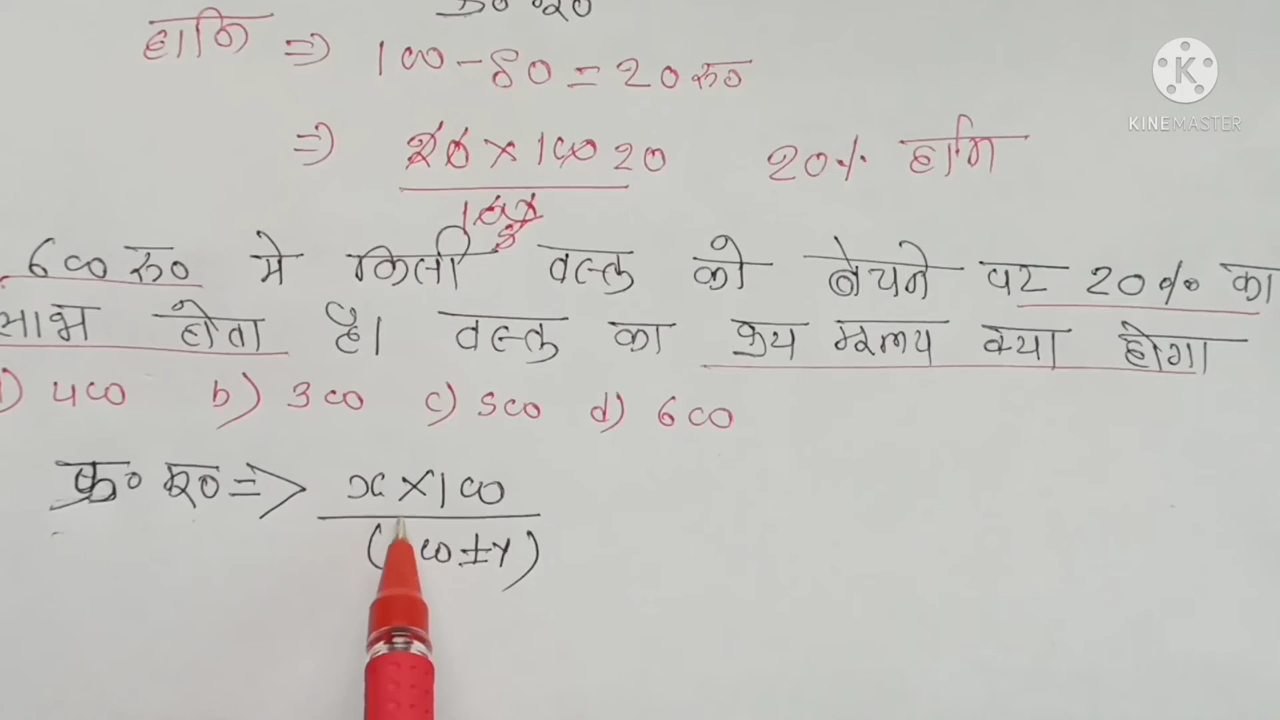 हानि ⇒ 100 - 80 = 20 रू०
KINEMASTER
⇒ 20 × 100 20 20% हानि
100
600 रू० मे किसी वस्तु को बेचने पर 20% का
लाभ होता है। वस्तु का क्रय मूल्य क्या होगा
) 400 b) 300 c) 500 d) 600
क्र० मू० => x × 100
( 00 ± y )